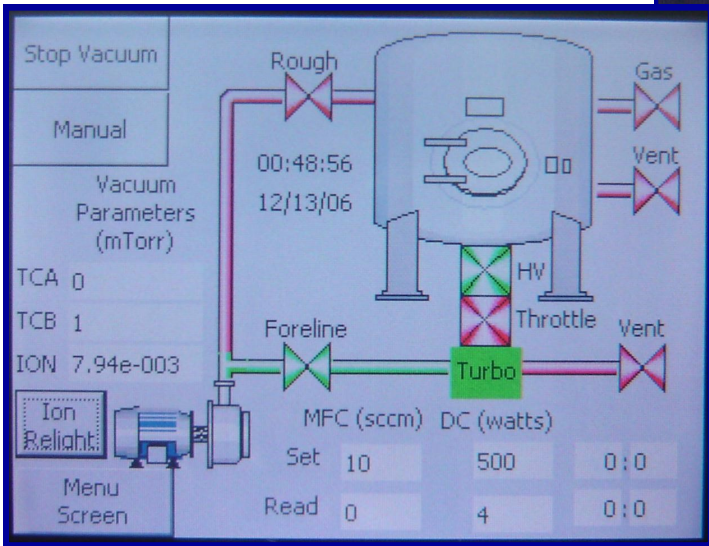 Stop Vacuum
Manual
Rough
Gas
Vent
00:48:56
12/13/06
Vacuum
Parameters
(mTorr)
TCA 0
TCB 1
ION 7.94e-003
HV
Throttle
Foreline
Vent
Turbo
Ion
Relight
MFC (sccm) DC (watts)
Set 10 500 0:0
Read 0 4 0:0
Menu
Screen